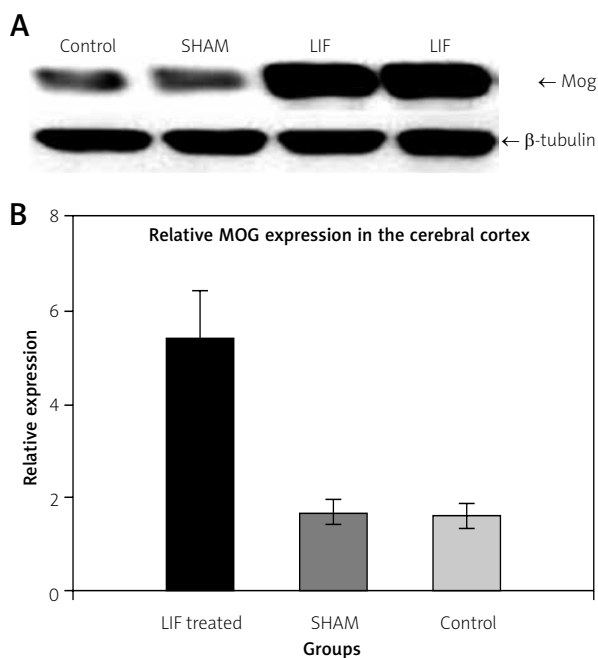 A
Control SHAM LIF LIF
← Mog
← β-tubulin
B
Relative MOG expression in the cerebral cortex
8
6
4
2
0
Relative expression
LIF treated SHAM Control
Groups